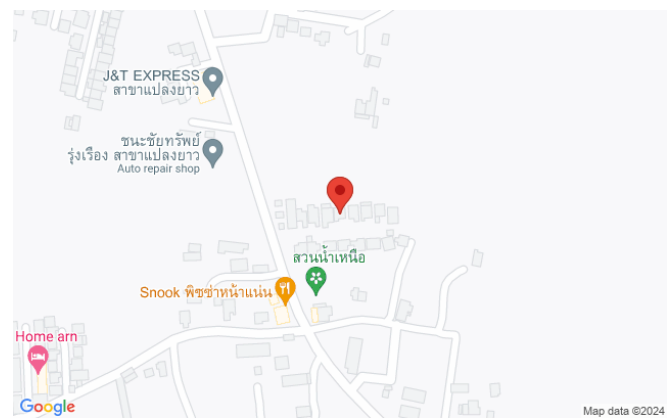 J&T EXPRESS
สาขาแปลงยาว
ชนะชัยทรัพย์
รุ่งเรือง สาขาแปลงยาว
Auto repair shop
สวนน้ำเหนือ
Snook พิซซ่าหน้าแน่น
Home arn
Google
Map data ©2024